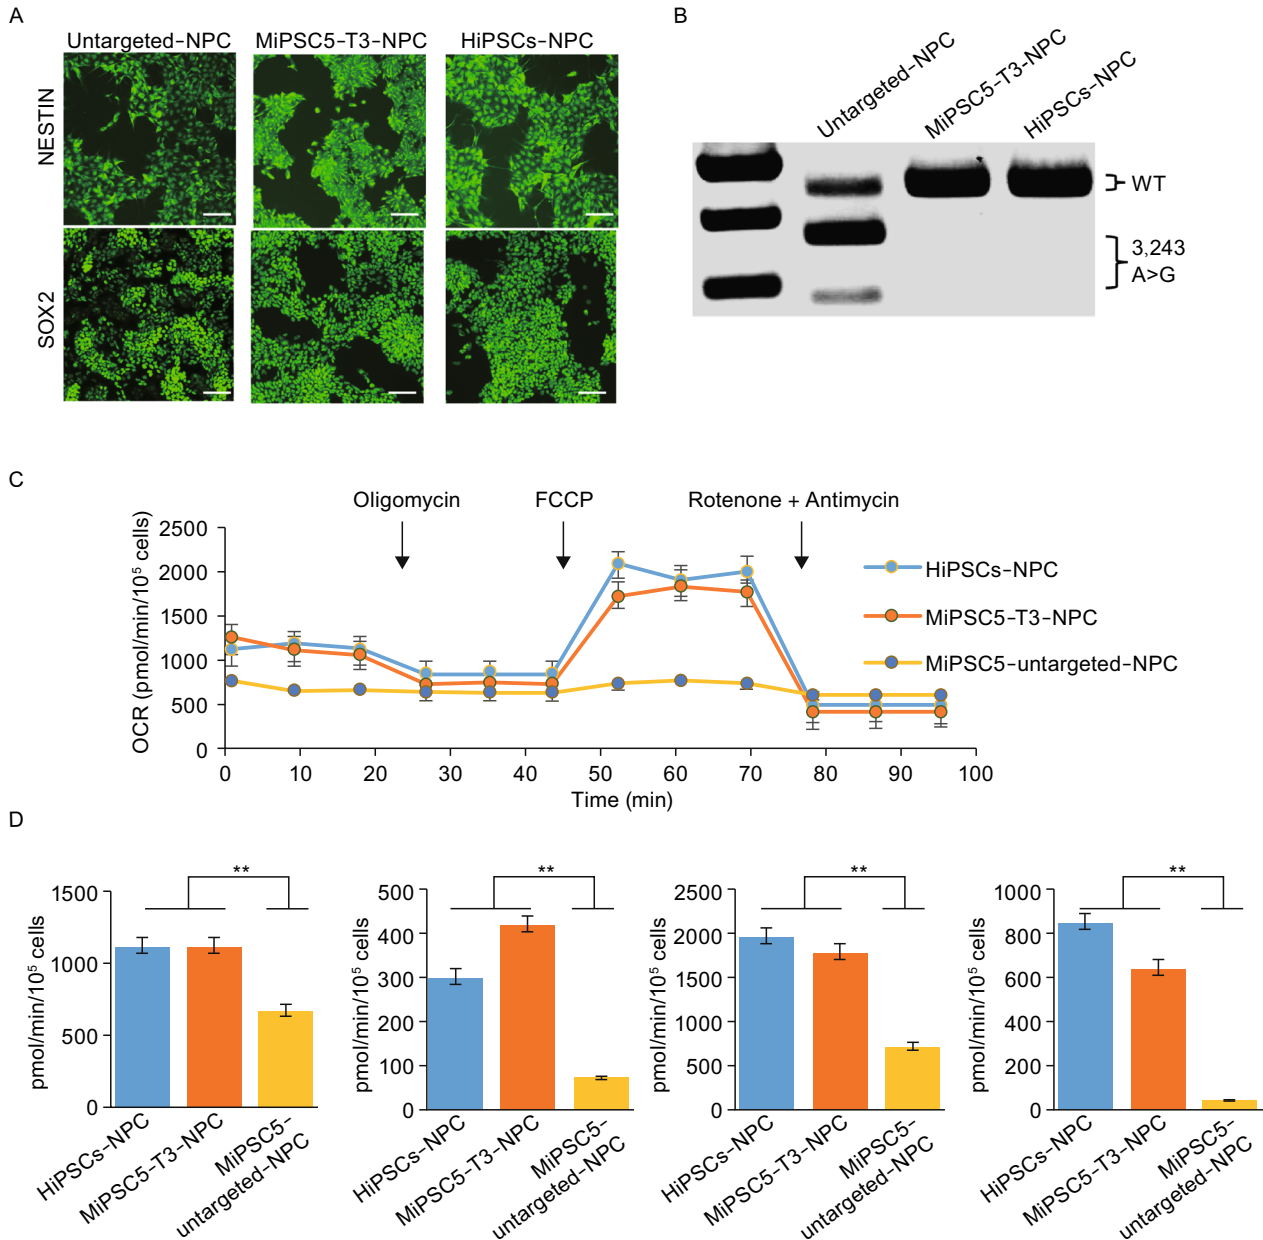 A
Untargeted-NPC MiPSC5-T3-NPC HiPSCs-NPC
NESTIN
SOX2
B
Untargeted-NPC
MiPSC5-T3-NPC
HiPSCs-NPC
WT
3,243
A>G
C
Oligomycin FCCP Rotenone + Antimycin
OCR (pmol/min/10⁵ cells)
2500
2000
1500
1000
500
0
0 10 20 30 40 50 60 70 80 90 100
Time (min)
HiPSCs-NPC
MiPSC5-T3-NPC
MiPSC5-untargeted-NPC
D
pmol/min/10⁵ cells
1500
1000
500
0
**
HiPSCs-NPC
MiPSC5-T3-NPC
MiPSC5-
untargeted-NPC
pmol/min/10⁵ cells
500
400
300
200
100
0
**
HiPSCs-NPC
MiPSC5-T3-NPC
MiPSC5-
untargeted-NPC
pmol/min/10⁵ cells
2500
2000
1500
1000
500
0
**
HiPSCs-NPC
MiPSC5-T3-NPC
MiPSC5-
untargeted-NPC
pmol/min/10⁵ cells
1000
800
600
400
200
0
**
HiPSCs-NPC
MiPSC5-T3-NPC
MiPSC5-
untargeted-NPC